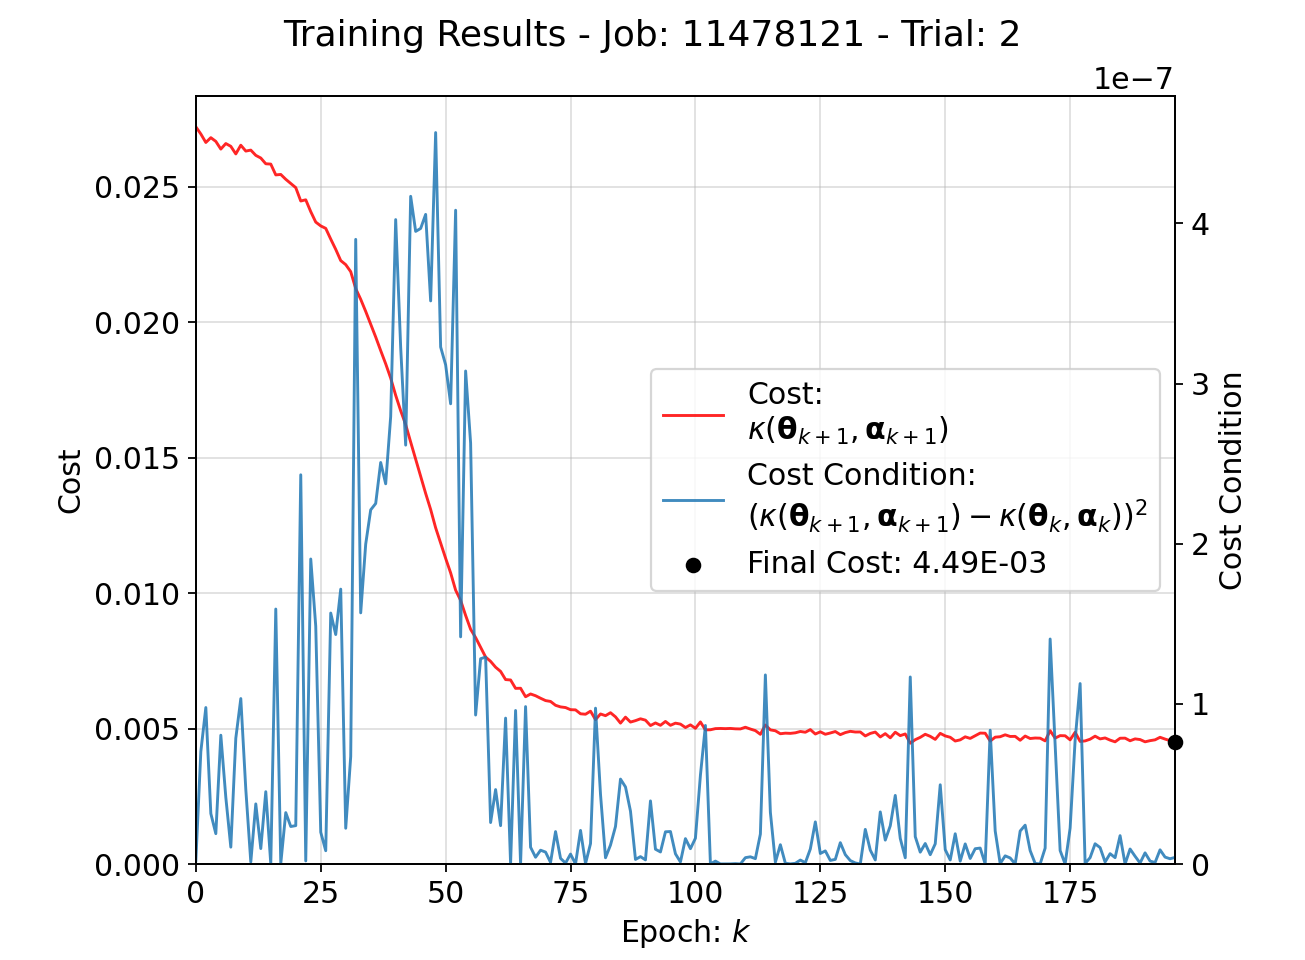 Training Results - Job: 11478121 - Trial: 2
1e−7
0.025
0.020
0.015
0.010
0.005
0.000
Cost
4
3
2
1
0
Cost Condition
Cost:
κ(θₖ₊₁, αₖ₊₁)
Cost Condition:
(κ(θₖ₊₁, αₖ₊₁) − κ(θₖ, αₖ))²
Final Cost: 4.49E-03
0 25 50 75 100 125 150 175
Epoch: k